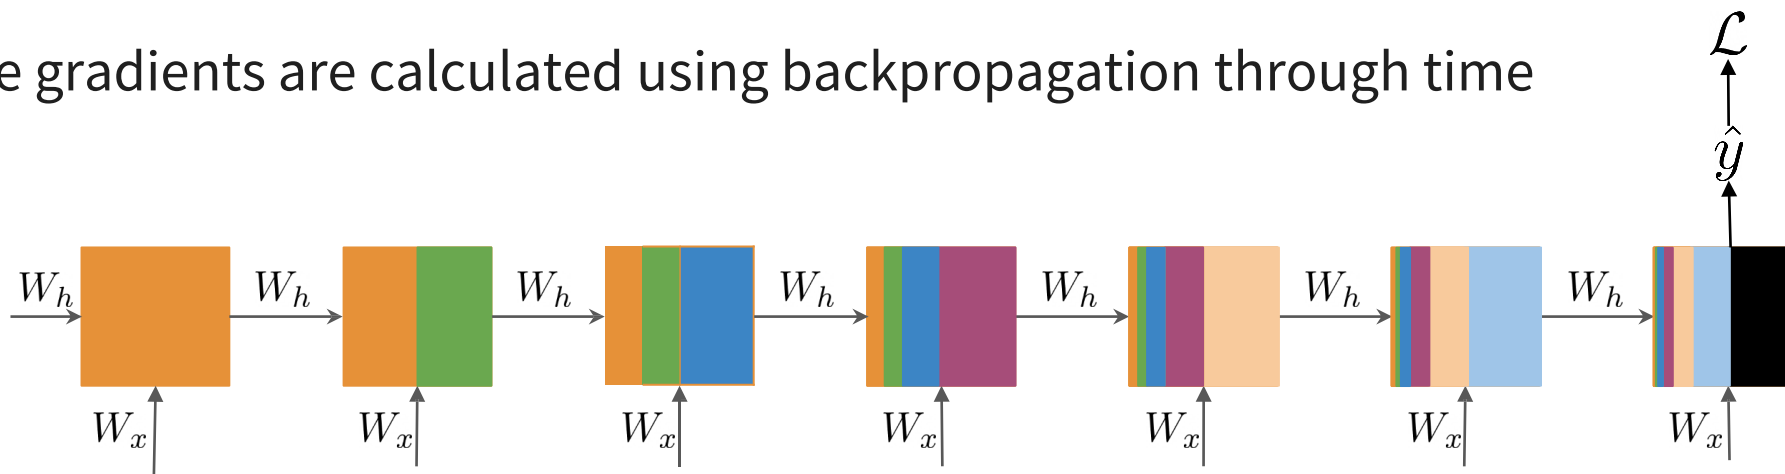 ℒ
e gradients are calculated using backpropagation through time
ŷ
W_h W_h W_h W_h W_h W_h W_h
W_x W_x W_x W_x W_x W_x W_x